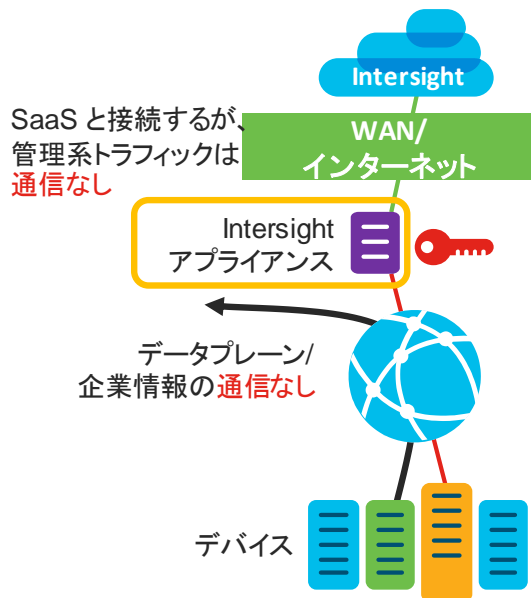 Intersight
SaaS と接続するが、
管理系トラフィックは
通信なし
WAN/
インターネット
Intersight
アプライアンス
データプレーン/
企業情報の通信なし
デバイス